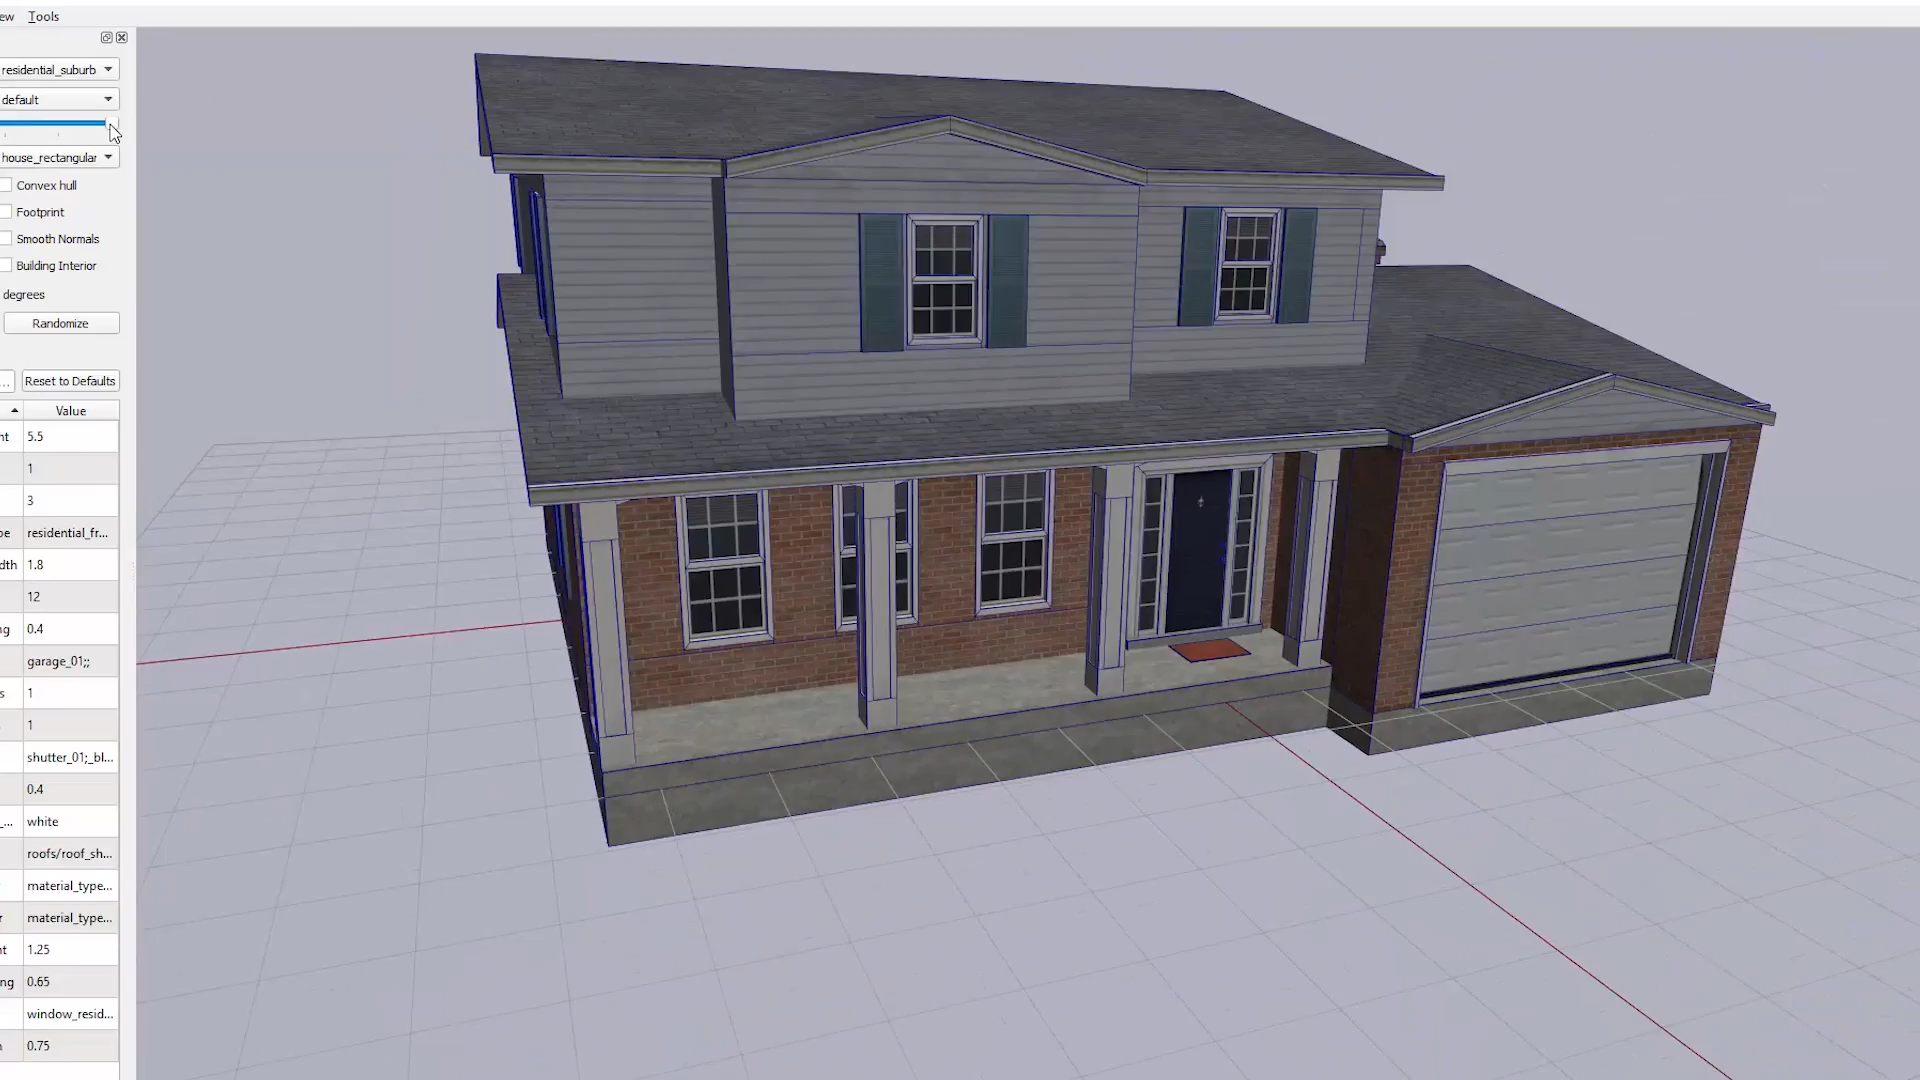 ew Tools
residential_suburb
default
house_rectangular
Convex hull
Footprint
Smooth Normals
Building Interior
degrees
Randomize
... Reset to Defaults
Value
nt 5.5
1
3
pe residential_fr...
dth 1.8
12
ng 0.4
garage_01;;
s 1
1
shutter_01;_bl...
0.4
_... white
roofs/roof_sh...
material_type...
r material_type...
nt 1.25
ng 0.65
window_resid...
n 0.75